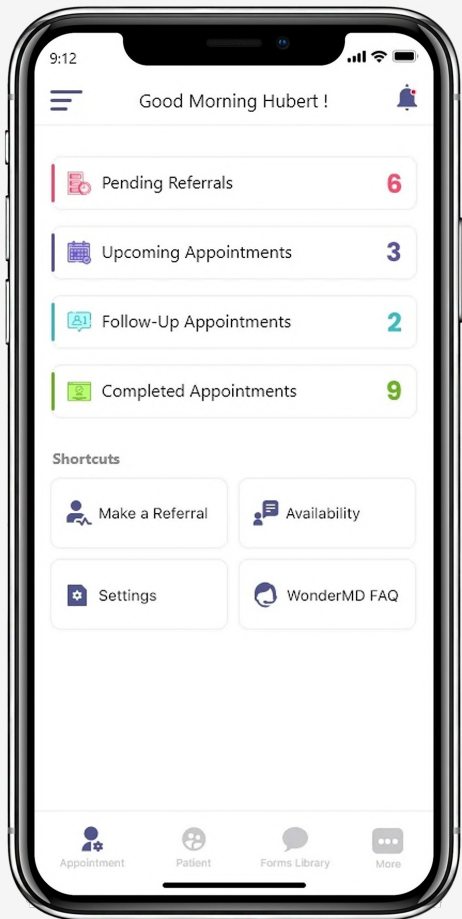 9:12
Good Morning Hubert !
Pending Referrals 6
Upcoming Appointments 3
Follow-Up Appointments 2
Completed Appointments 9
Shortcuts
Make a Referral
Availability
Settings
WonderMD FAQ
Appointment
Patient
Forms Library
More